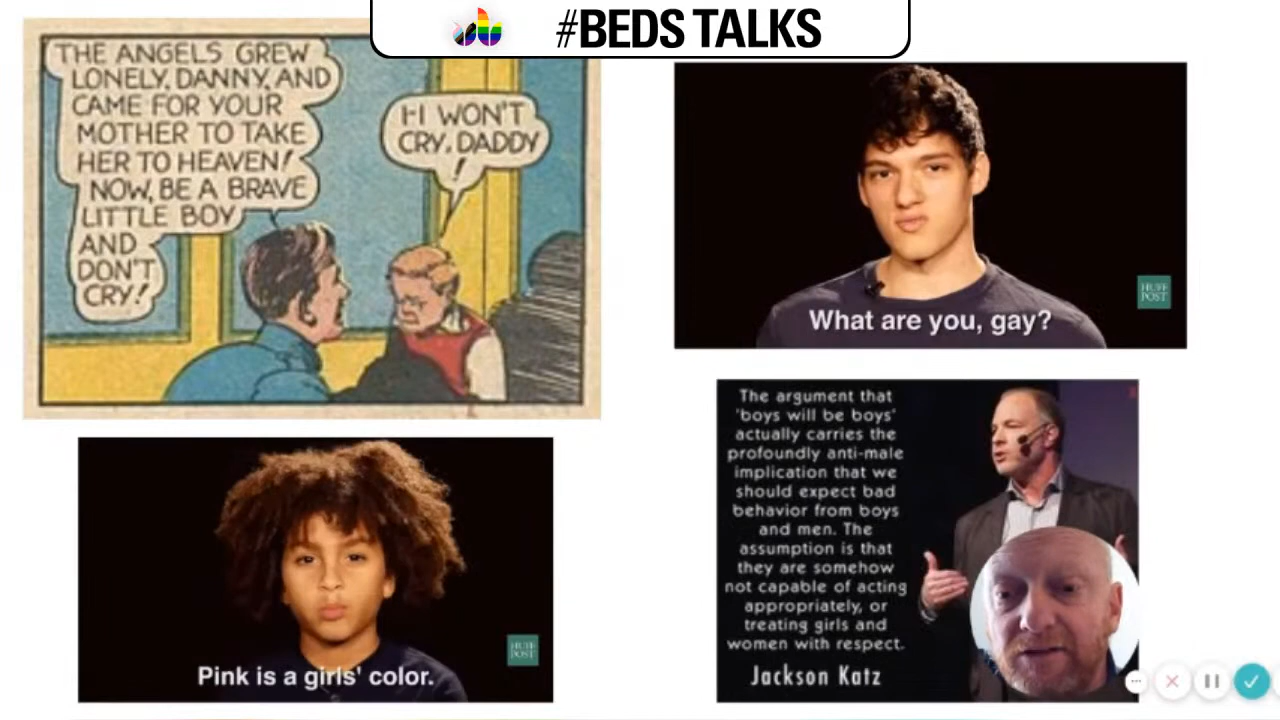 #BEDS TALKS
THE ANGELS GREW
LONELY, DANNY, AND
CAME FOR YOUR
MOTHER TO TAKE
HER TO HEAVEN!
NOW, BE A BRAVE
LITTLE BOY
AND
DON'T
CRY!
H-I WON'T
CRY, DADDY
!
What are you, gay?
HUFF
POST
Pink is a girls' color.
HUFF
POST
The argument that
'boys will be boys'
actually carries the
profoundly anti-male
implication that we
should expect bad
behavior from boys
and men. The
assumption is that
they are somehow
not capable of acting
appropriately, or
treating girls and
women with respect.
Jackson Katz